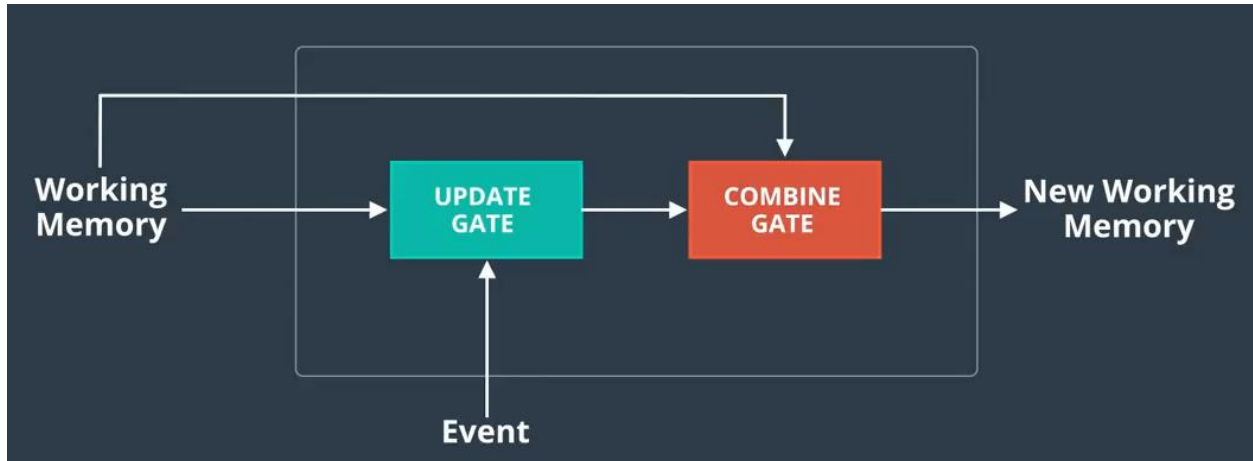 Working
Memory
UPDATE
GATE
COMBINE
GATE
New Working
Memory
Event